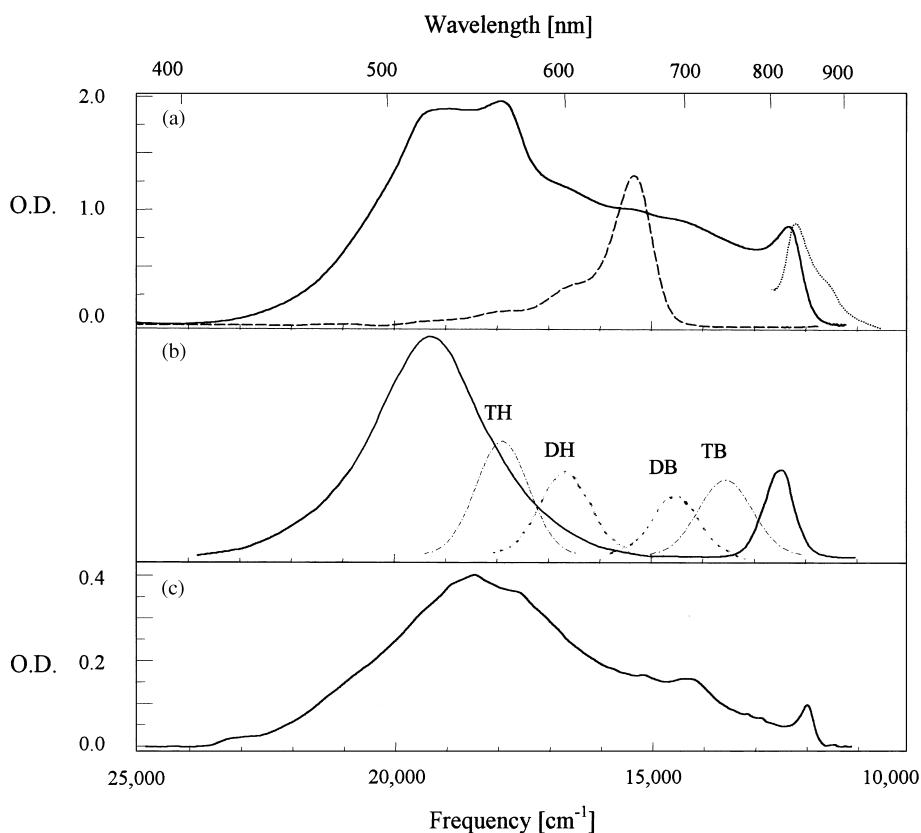 Wavelength [nm]
400 500 600 700 800 900
2.0 (a)
O.D. 1.0
0.0
(b)
TH
DH
DB TB
0.4 (c)
O.D. 0.2
0.0
25,000 20,000 15,000 10,000
Frequency [cm-1]